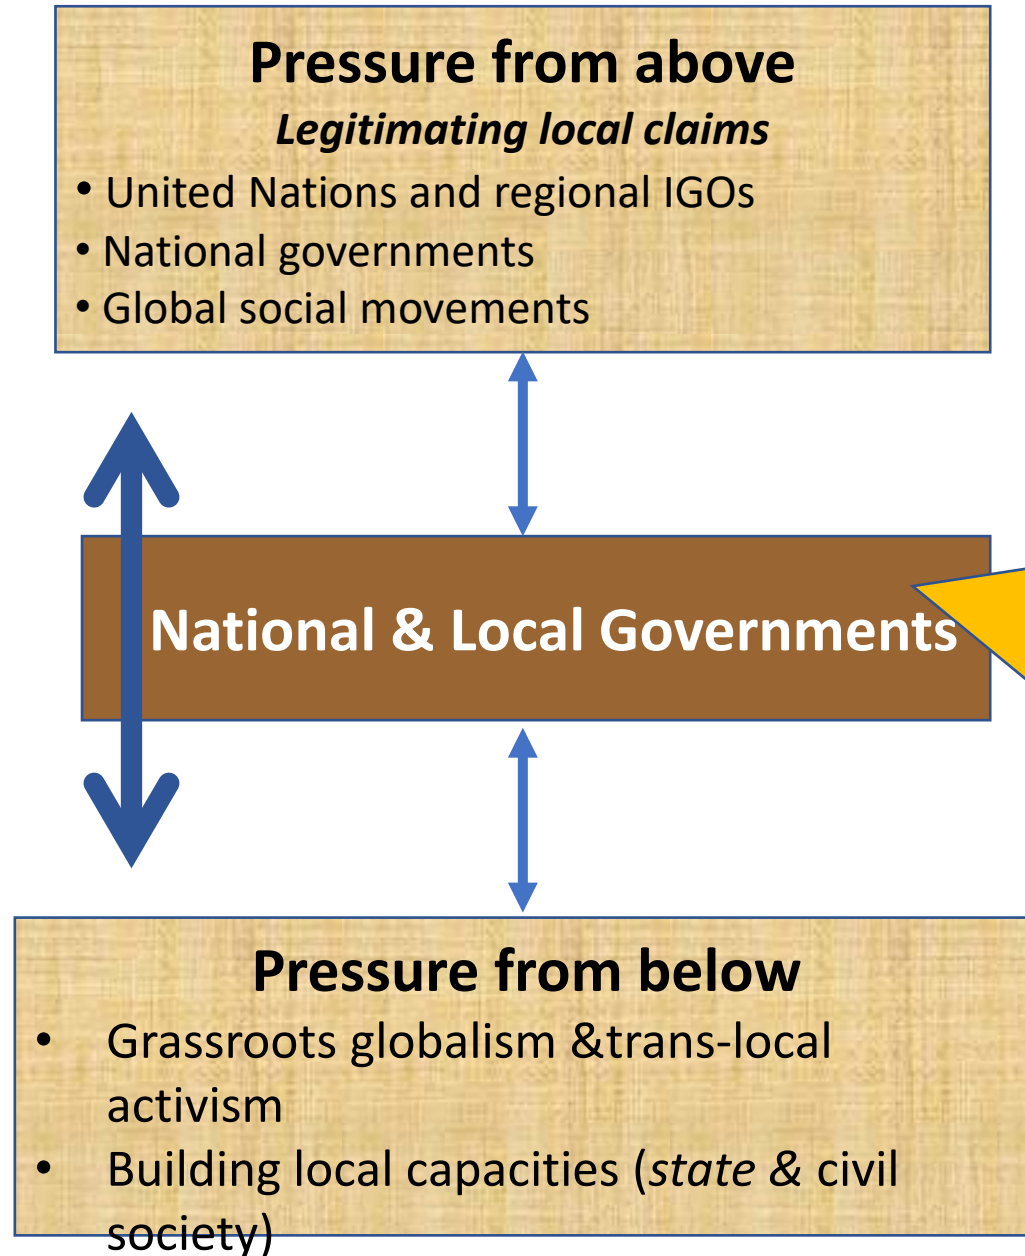 Pressure from above
Legitimating local claims
• United Nations and regional IGOs
• National governments
• Global social movements
National & Local Governments
Pressure from below
• Grassroots globalism &trans-local
activism
• Building local capacities (state & civil
society)